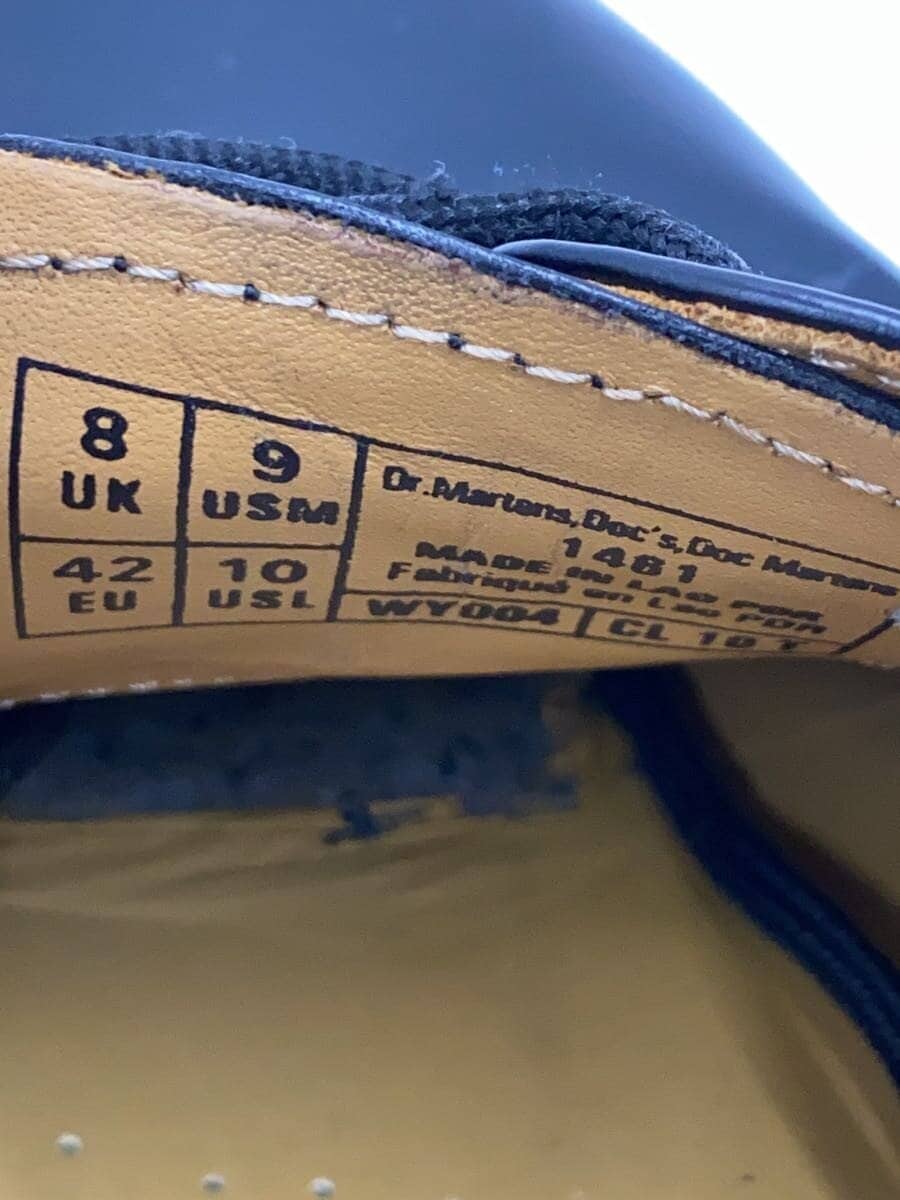 8
UK
9
USM
42
EU
10
USL
Dr.Martens,Doc's,Doc Martens
1461
MADE IN LAO PDR
Fabriqué en Lao PDR
WY004
CL 10 T